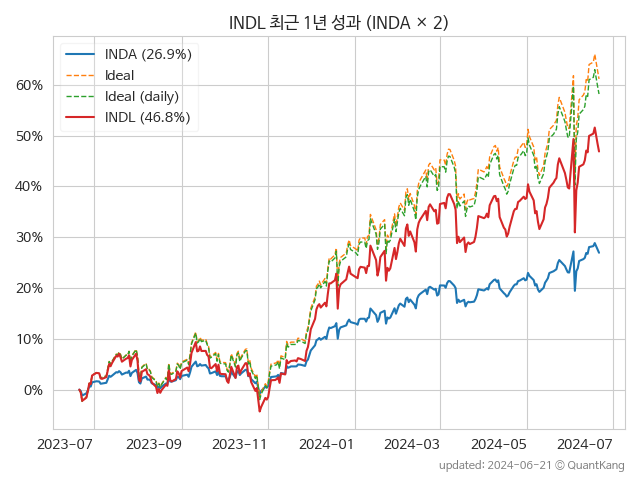 INDL 최근 1년 성과 (INDA × 2)
INDA (26.9%)
Ideal
Ideal (daily)
INDL (46.8%)
60%
50%
40%
30%
20%
10%
0%
2023-07 2023-09 2023-11 2024-01 2024-03 2024-05 2024-07
updated: 2024-06-21 © QuantKang